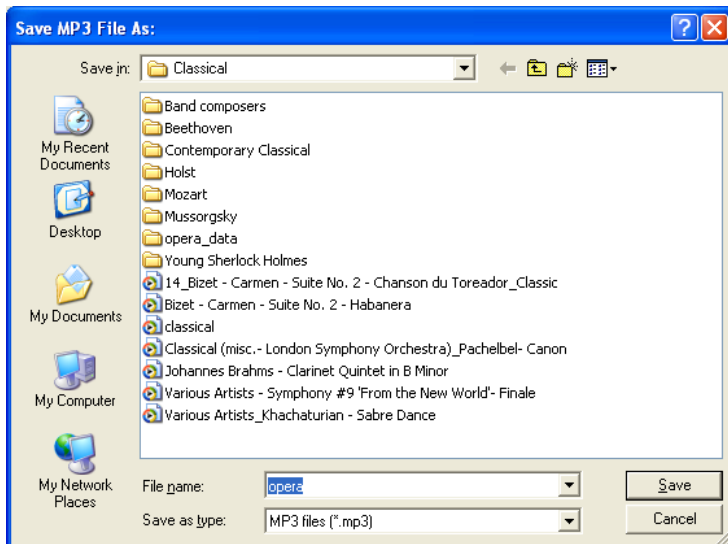 Save MP3 File As:
Save in:
Classical
My Recent
Documents
Desktop
My Documents
My Computer
My Network
Places
Band composers
Beethoven
Contemporary Classical
Holst
Mozart
Mussorgsky
opera_data
Young Sherlock Holmes
14_Bizet - Carmen - Suite No. 2 - Chanson du Toreador_Classic
Bizet - Carmen - Suite No. 2 - Habanera
classical
Classical (misc.- London Symphony Orchestra)_Pachelbel- Canon
Johannes Brahms - Clarinet Quintet in B Minor
Various Artists - Symphony #9 'From the New World'- Finale
Various Artists_Khachaturian - Sabre Dance
File name:
opera
Save
Save as type:
MP3 files (*.mp3)
Cancel